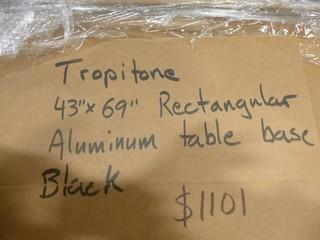 Tropitone
43"x 69" Rectangular
Aluminum table base
Black
$1101